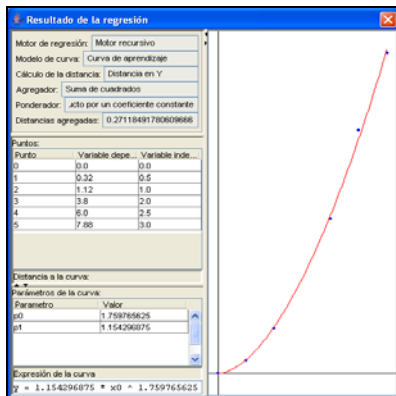 Resultado de la regresión
Motor de regresión: Motor recursivo
Modelo de curva: Curva de aprendizaje
Cálculo de la distancia: Distancia en Y
Agregador: Suma de cuadrados
Ponderador: ucto por un coeficiente constante
Distancias agregadas: 0.27118491780609666
Puntos:
Punto Variable depe... Variable inde...
0 0.0 0.0
1 0.32 0.5
2 1.12 1.0
3 3.8 2.0
4 6.0 2.5
5 7.88 3.0
Distancia a la curva:
Parámetros de la curva:
Parametro Valor
p0 1.759765625
p1 1.154296875
Expresión de la curva
y = 1.154296875 * x0 ^ 1.759765625